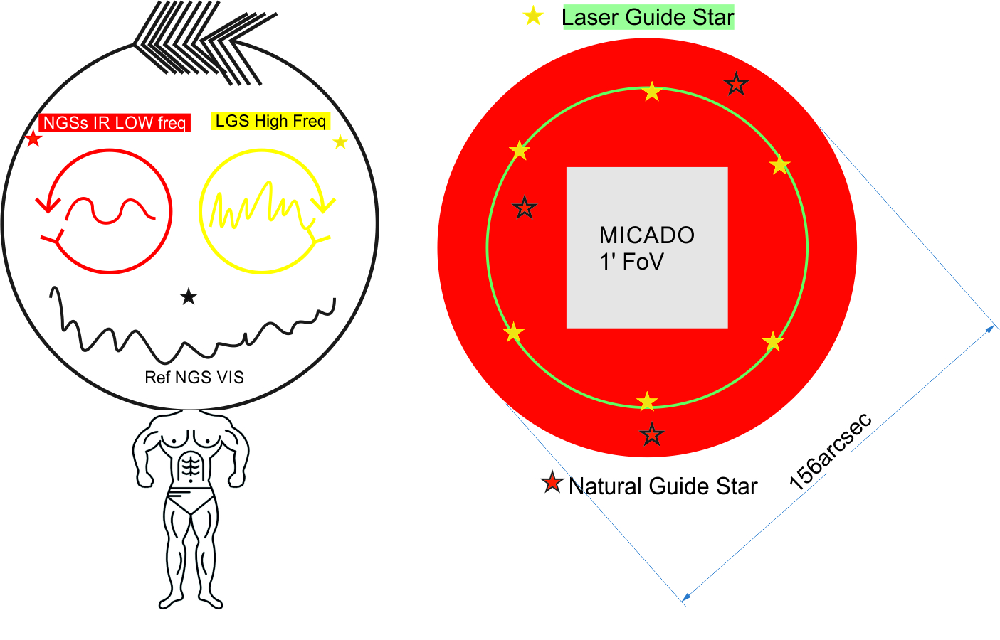 Laser Guide Star
NGSs IR LOW freq
LGS High Freq
MICADO
1' FoV
Ref NGS VIS
156arcsec
Natural Guide Star